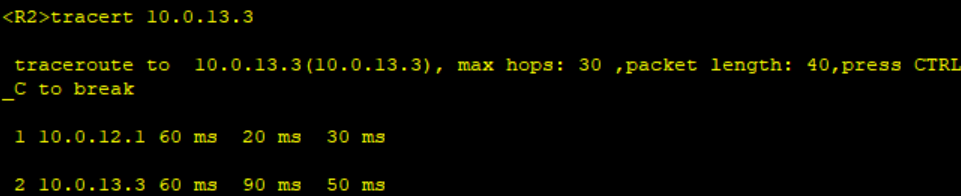 <R2>tracert 10.0.13.3
traceroute to  10.0.13.3(10.0.13.3), max hops: 30 ,packet length: 40,press CTRL
_C to break
1 10.0.12.1 60 ms  20 ms  30 ms
2 10.0.13.3 60 ms  90 ms  50 ms